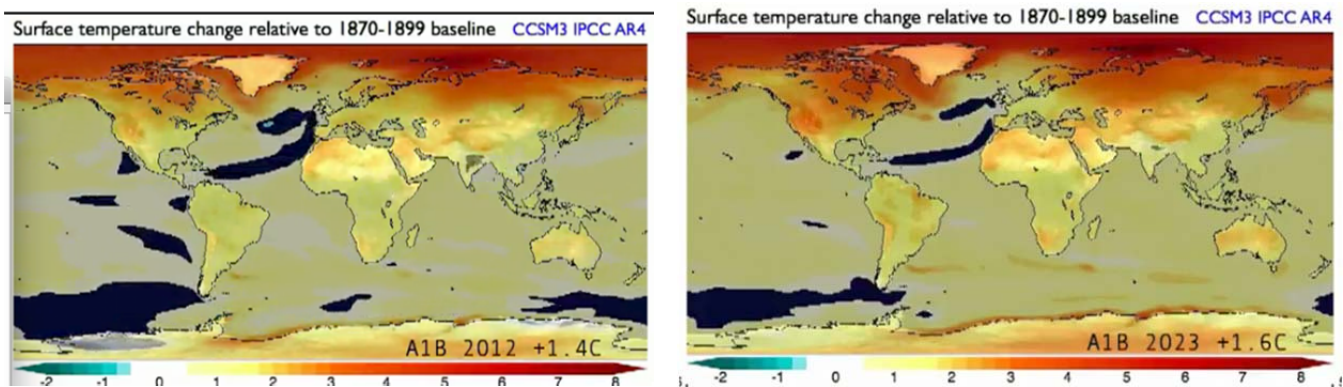 Surface temperature change relative to 1870-1899 baseline CCSM3 IPCC AR4
A1B 2012 +1.4C
-2 -1 0 1 2 3 4 5 6 7 8
Surface temperature change relative to 1870-1899 baseline CCSM3 IPCC AR4
A1B 2023 +1.6C
-2 -1 0 1 2 3 4 5 6 7 8